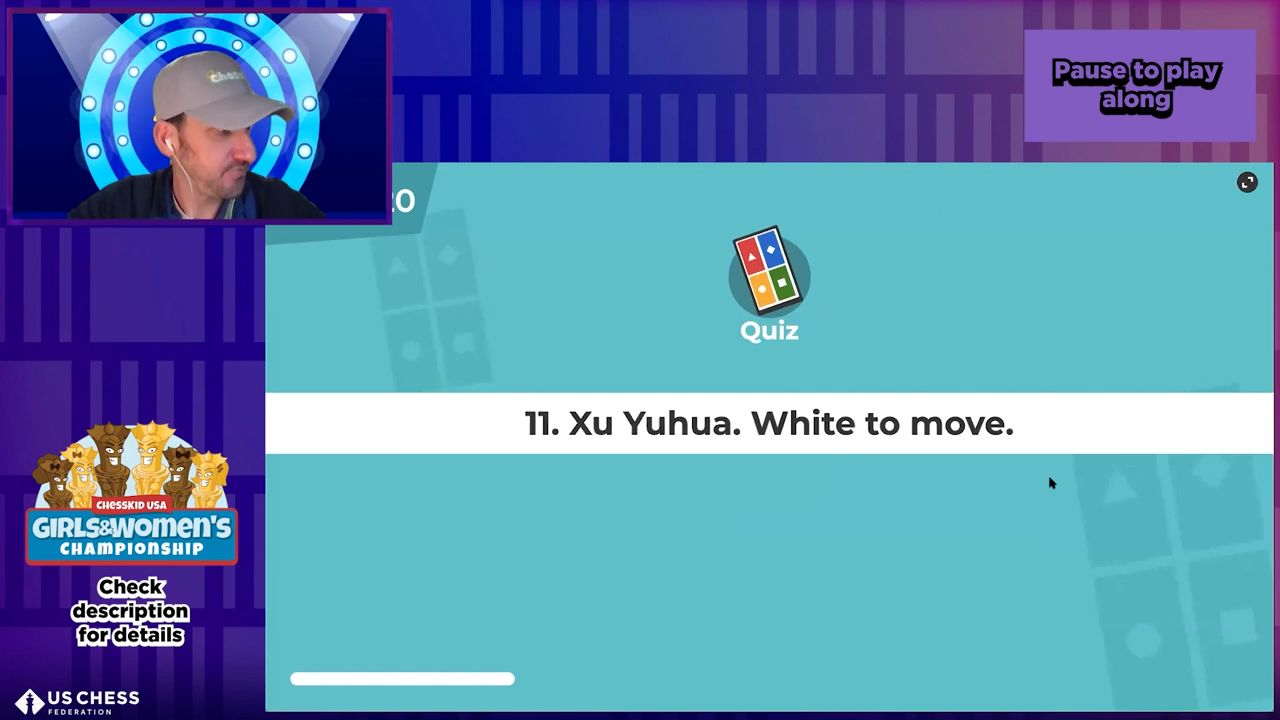 Pause to play
along
20
Quiz
11. Xu Yuhua. White to move.
CHESSKID USA
GIRLS&WOMEN'S
CHAMPIONSHIP
Check
description
for details
US CHESS
FEDERATION